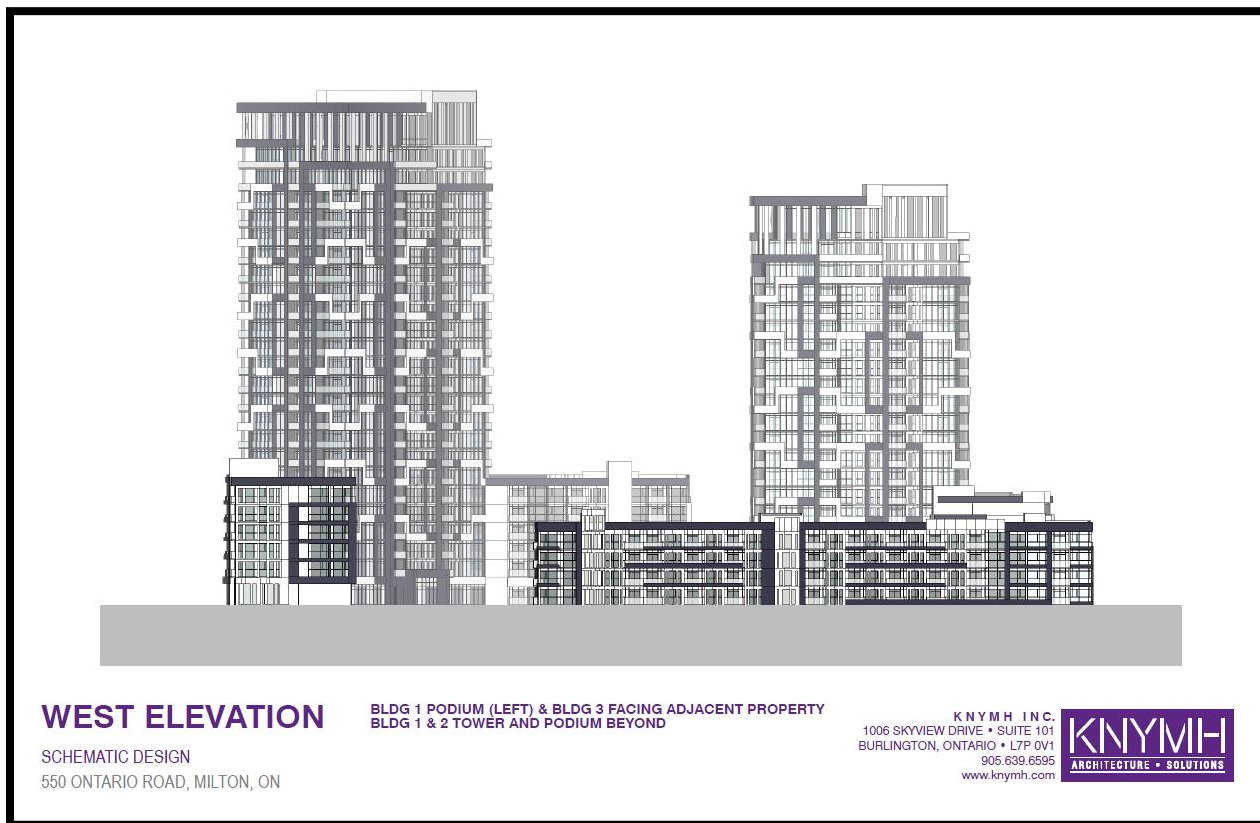 WEST ELEVATION
SCHEMATIC DESIGN
550 ONTARIO ROAD, MILTON, ON
BLDG 1 PODIUM (LEFT) & BLDG 3 FACING ADJACENT PROPERTY
BLDG 1 & 2 TOWER AND PODIUM BEYOND
KNYMH INC.
1006 SKYVIEW DRIVE • SUITE 101
BURLINGTON, ONTARIO • L7P 0V1
905.639.6595
www.knymh.com
KNYMH
ARCHITECTURE • SOLUTIONS